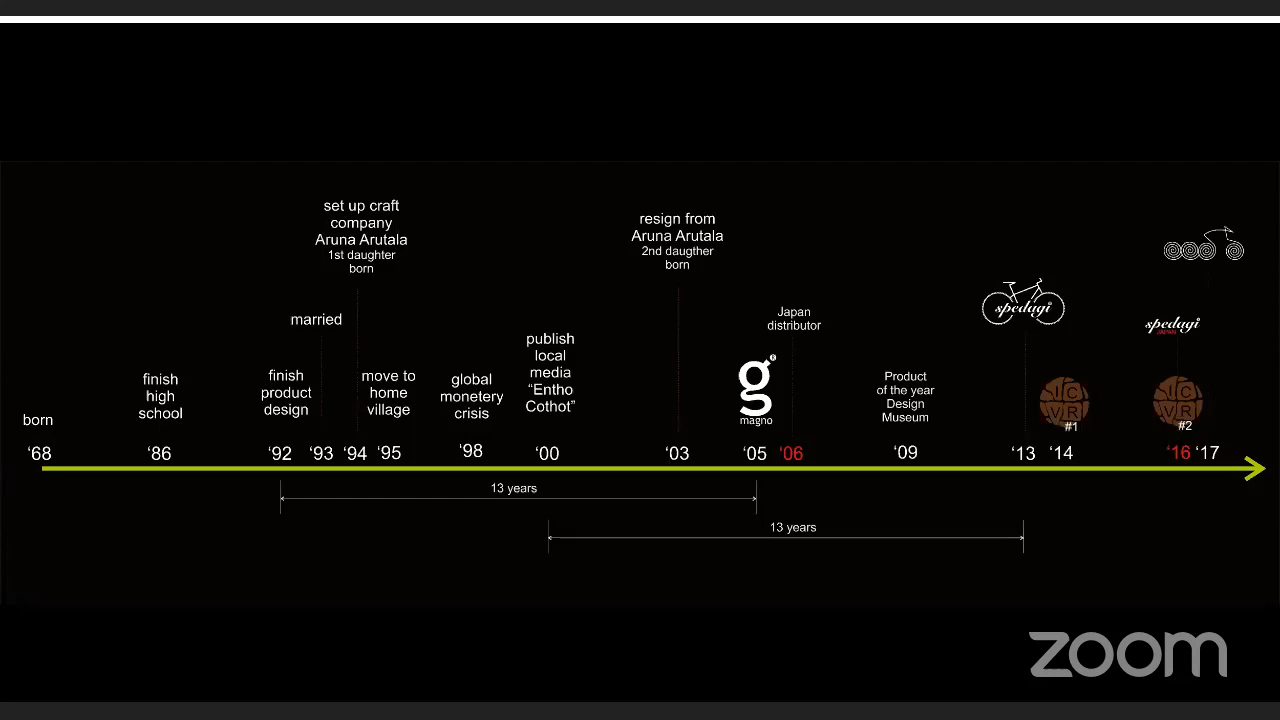 set up craft
company
Aruna Arutala
1st daughter
born
resign from
Aruna Arutala
2nd daugther
born
married
Japan
distributor
spedagi
spedagi
JAPAN
finish
high
school
finish
product
design
move to
home
village
global
monetery
crisis
publish
local
media
“Entho
Cothot”
g®
magno
Product
of the year
Design
Museum
ICVR
#1
ICVR
#2
born
‘68 ‘86 ‘92 ‘93 ‘94 ‘95 ‘98 ‘00 ‘03 ‘05 ‘06 ‘09 ‘13 ‘14 ‘16 ‘17
13 years
13 years
zoom